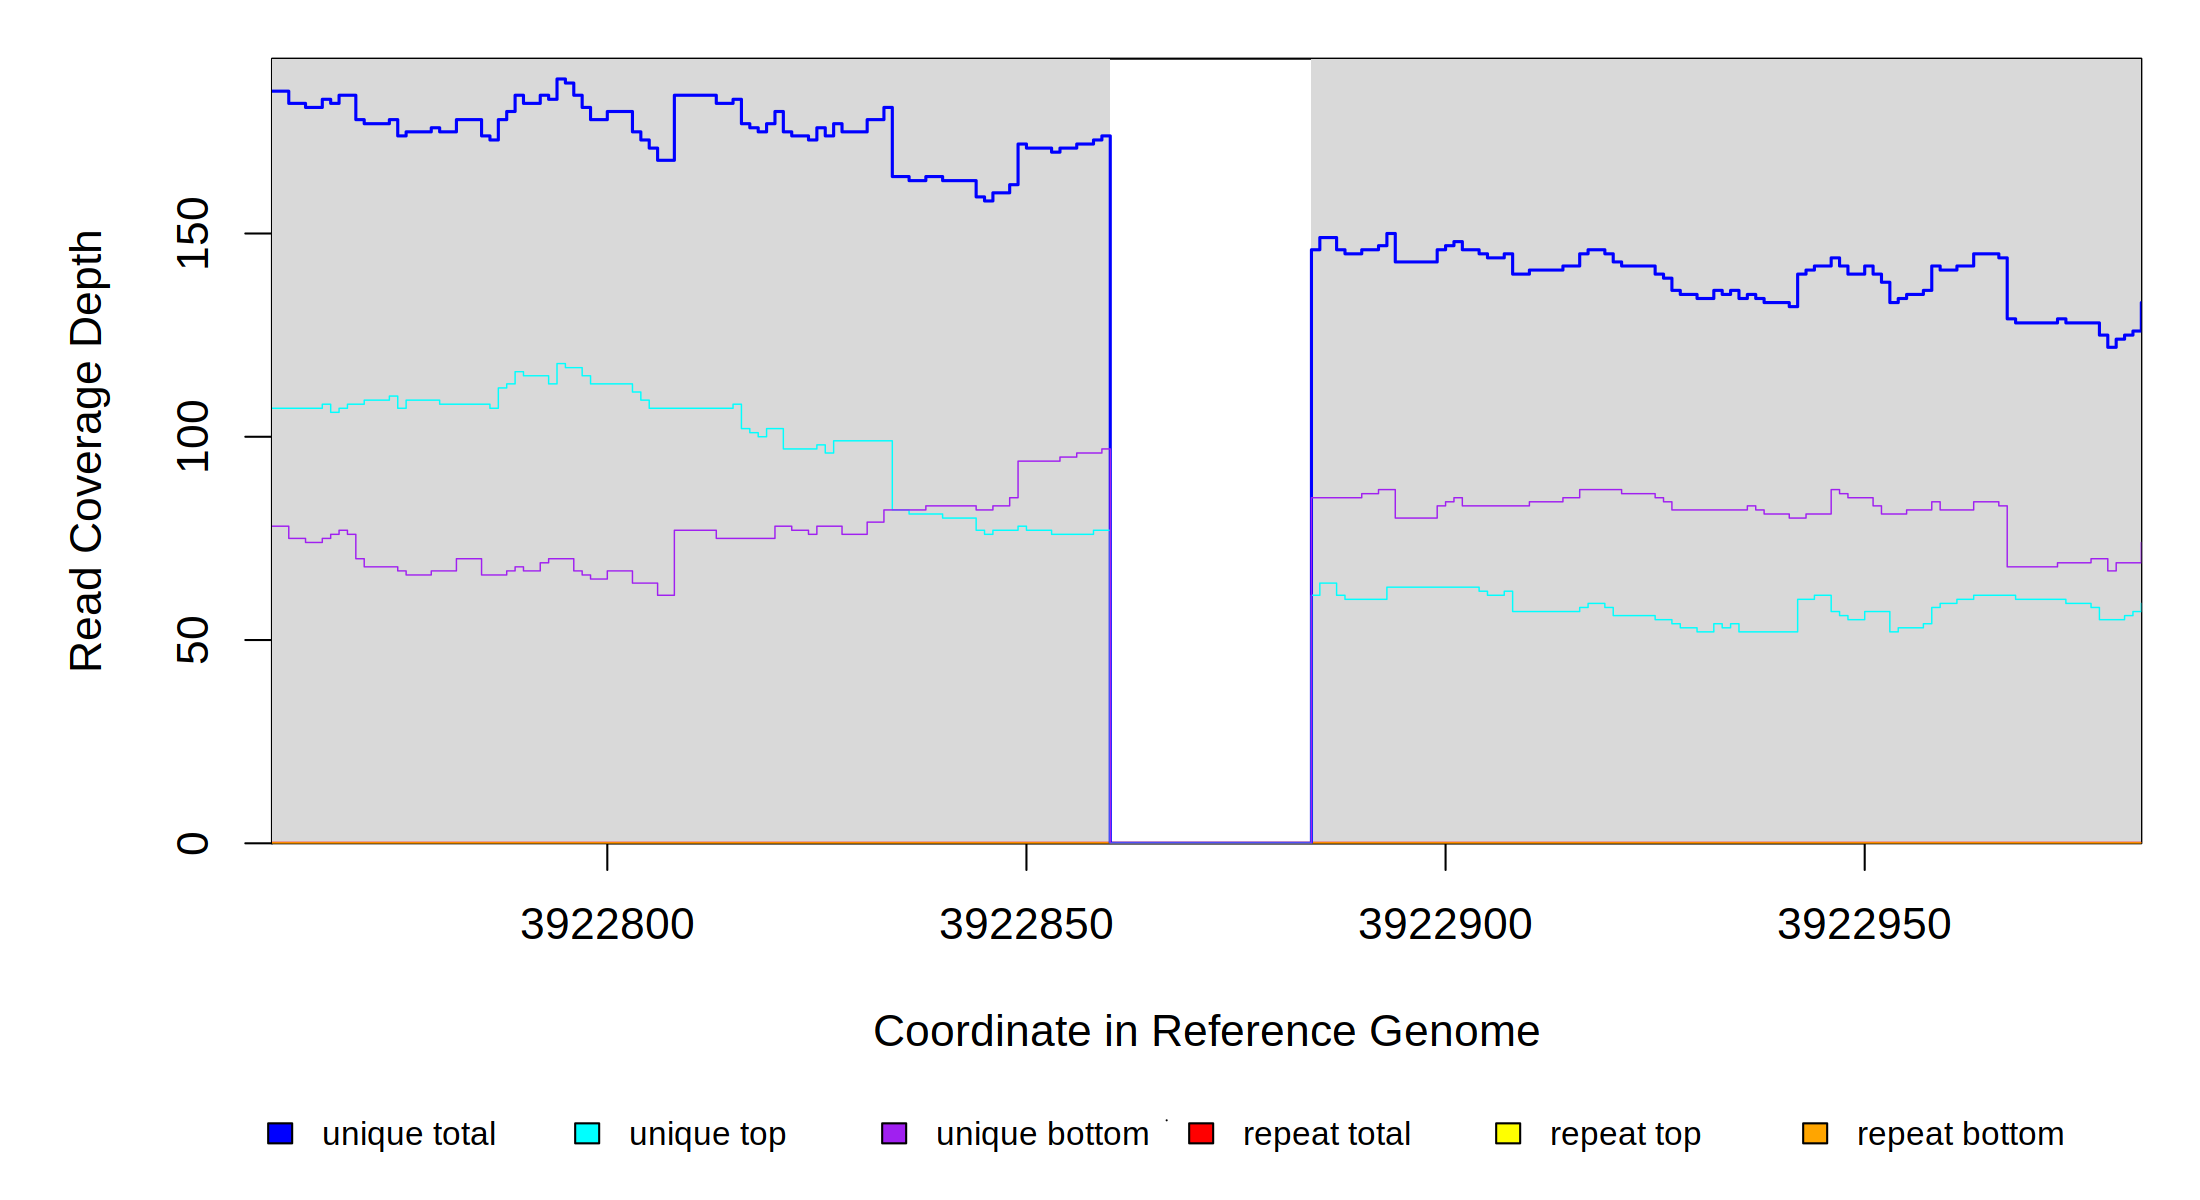 Read Coverage Depth
150
100
50
0
3922800 3922850 3922900 3922950
Coordinate in Reference Genome
unique total unique top unique bottom repeat total repeat top repeat bottom